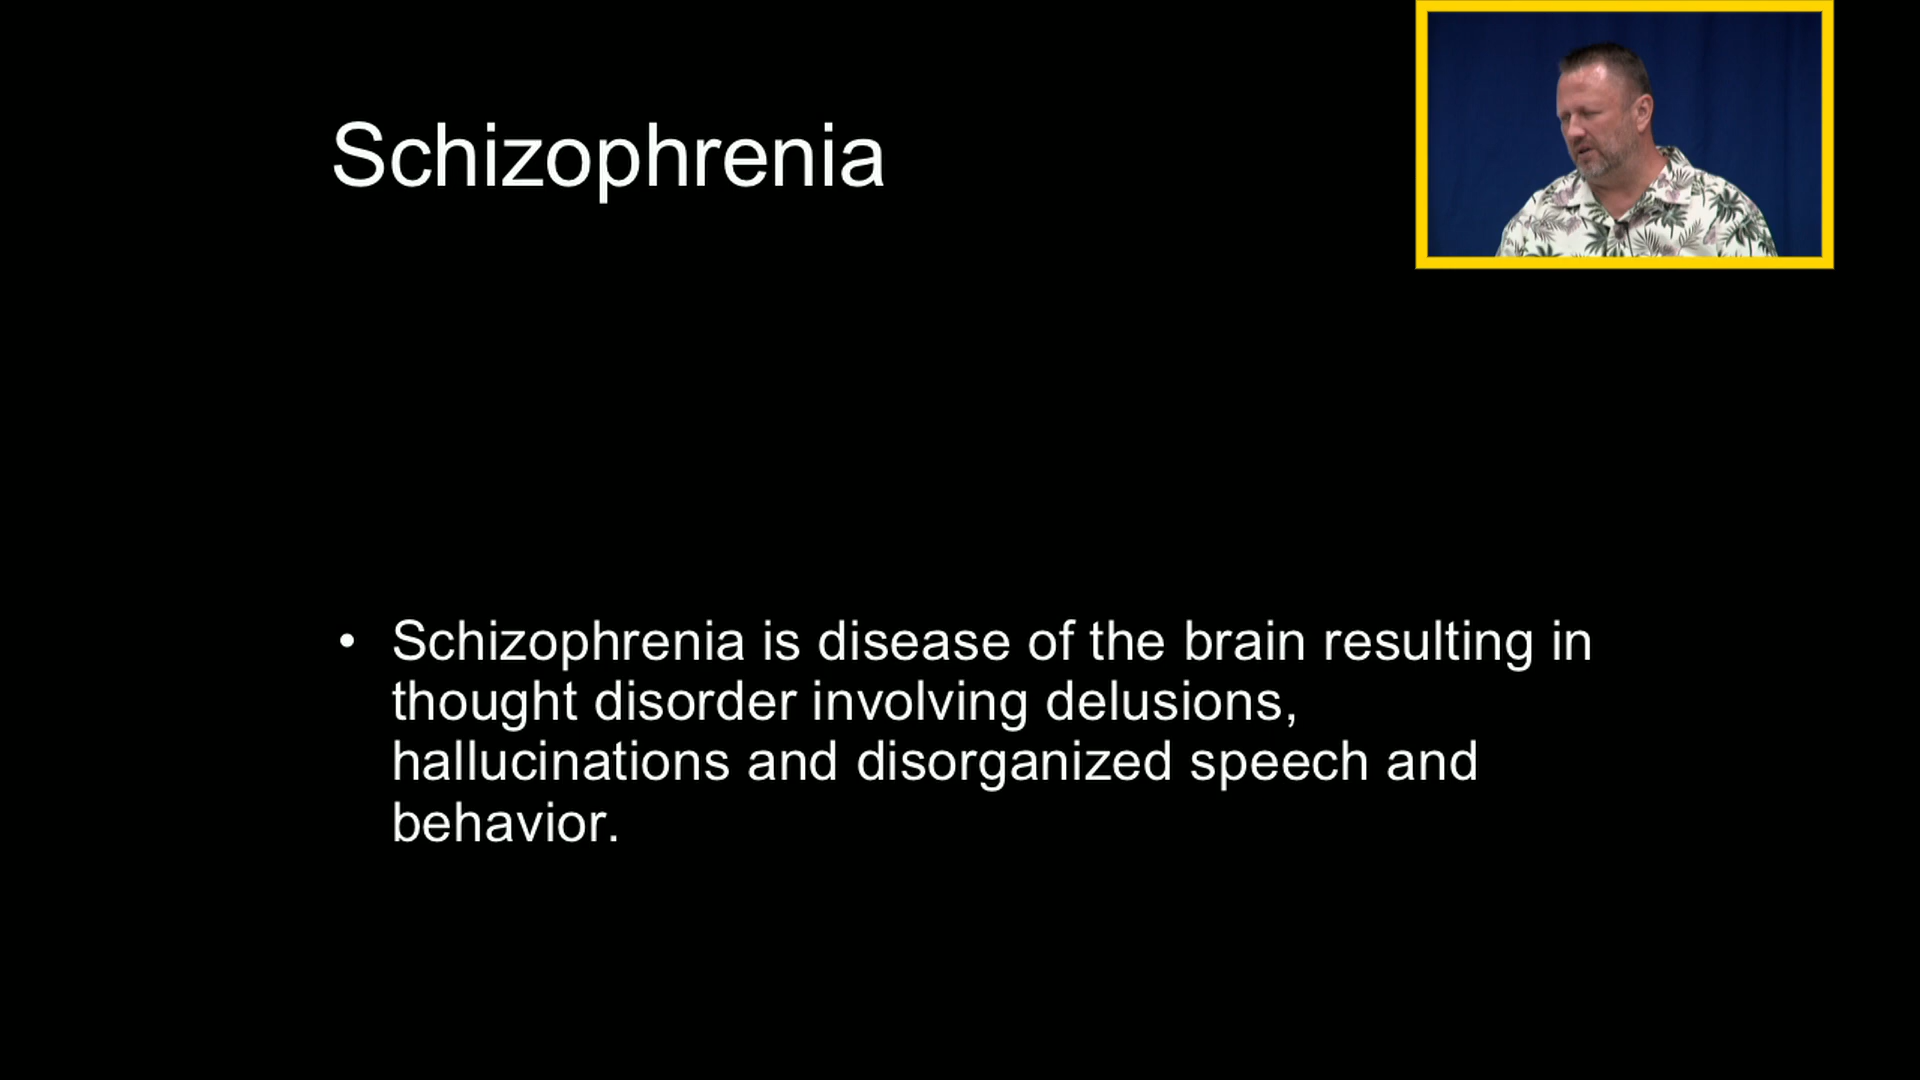 Schizophrenia
• Schizophrenia is disease of the brain resulting in
thought disorder involving delusions,
hallucinations and disorganized speech and
behavior.